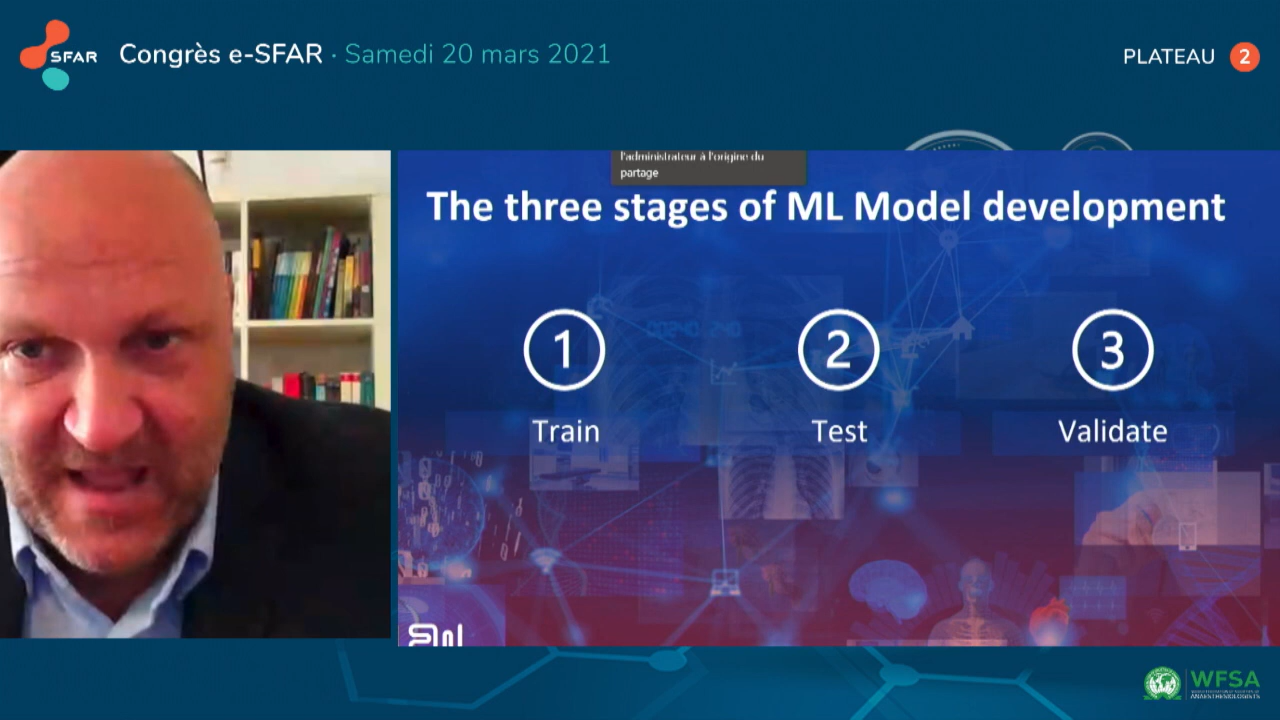 SFAR
Congrès e-SFAR · Samedi 20 mars 2021
PLATEAU 2
l'administrateur à l'origine du
partage
The three stages of ML Model development
1
2
3
Train
Test
Validate
WFSA
ANAESTHESIOLOGISTS